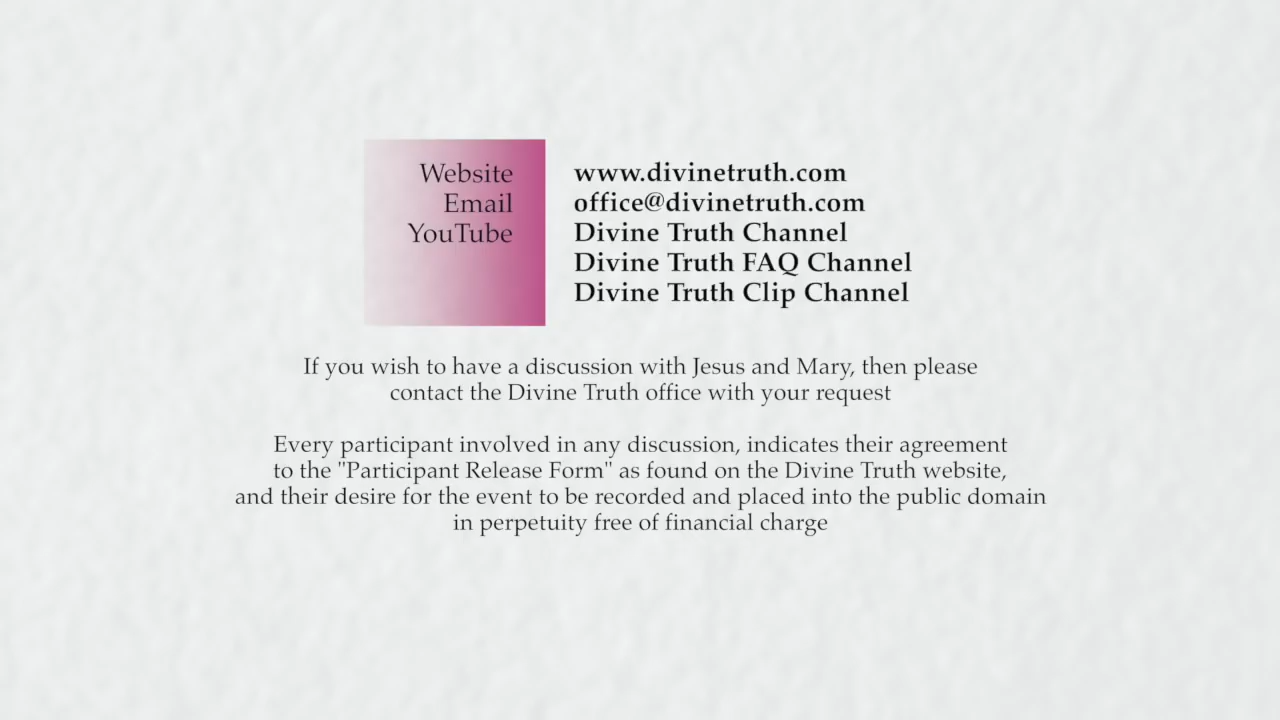 Website www.divinetruth.com
Email office@divinetruth.com
YouTube Divine Truth Channel
Divine Truth FAQ Channel
Divine Truth Clip Channel
If you wish to have a discussion with Jesus and Mary, then please
contact the Divine Truth office with your request
Every participant involved in any discussion, indicates their agreement
to the "Participant Release Form" as found on the Divine Truth website,
and their desire for the event to be recorded and placed into the public domain
in perpetuity free of financial charge